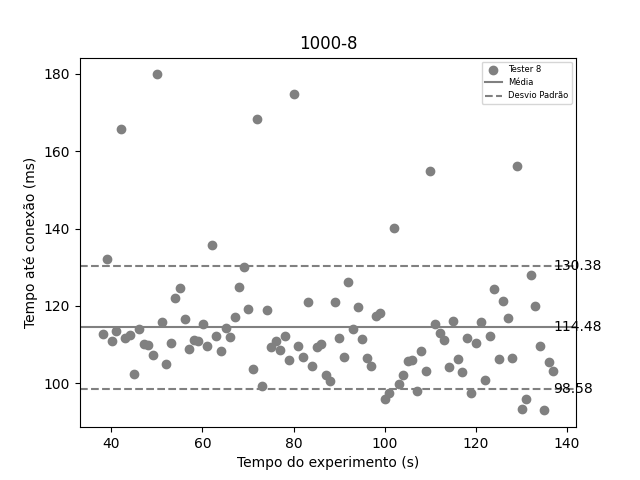 1000-8
Tester 8
Média
Desvio Padrão
180
160
140
120
100
130.38
114.48
98.58
Tempo até conexão (ms)
40 60 80 100 120 140
Tempo do experimento (s)